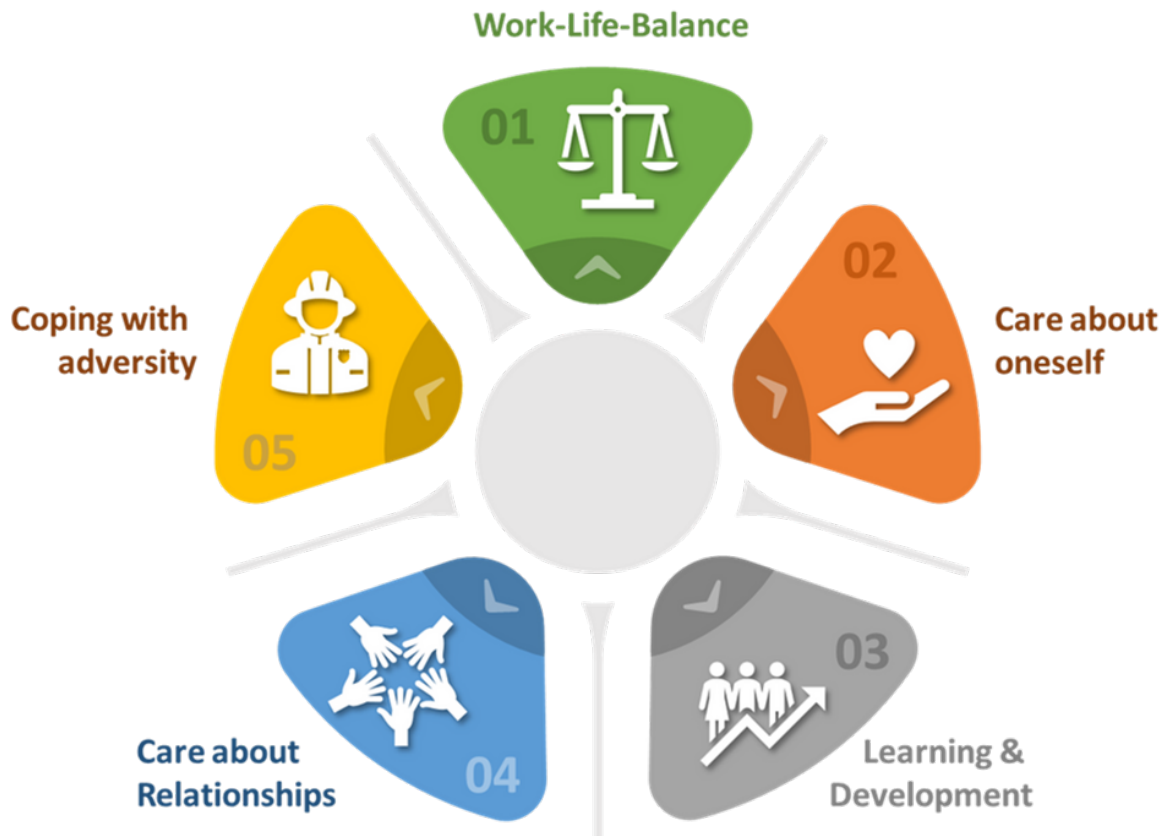 Work-Life-Balance
01
02
Care about
oneself
03
Learning &
Development
04
Care about
Relationships
05
Coping with
adversity